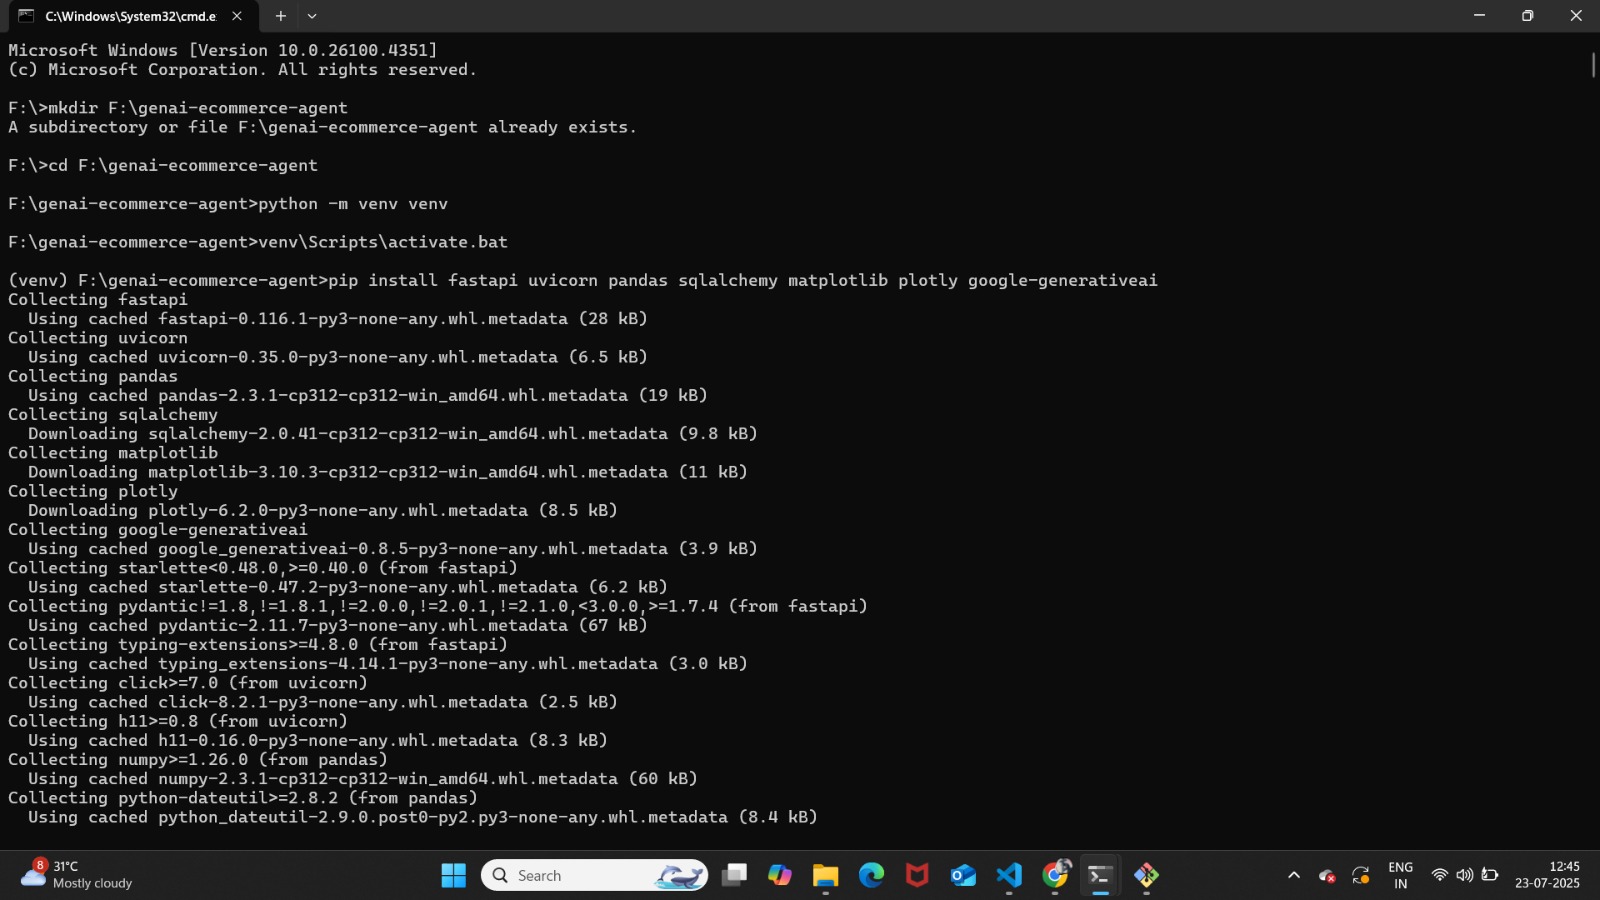 C:\Windows\System32\cmd.e
Microsoft Windows [Version 10.0.26100.4351]
(c) Microsoft Corporation. All rights reserved.
F:\>mkdir F:\genai-ecommerce-agent
A subdirectory or file F:\genai-ecommerce-agent already exists.
F:\>cd F:\genai-ecommerce-agent
F:\genai-ecommerce-agent>python -m venv venv
F:\genai-ecommerce-agent>venv\Scripts\activate.bat
(venv) F:\genai-ecommerce-agent>pip install fastapi uvicorn pandas sqlalchemy matplotlib plotly google-generativeai
Collecting fastapi
  Using cached fastapi-0.116.1-py3-none-any.whl.metadata (28 kB)
Collecting uvicorn
  Using cached uvicorn-0.35.0-py3-none-any.whl.metadata (6.5 kB)
Collecting pandas
  Using cached pandas-2.3.1-cp312-cp312-win_amd64.whl.metadata (19 kB)
Collecting sqlalchemy
  Downloading sqlalchemy-2.0.41-cp312-cp312-win_amd64.whl.metadata (9.8 kB)
Collecting matplotlib
  Downloading matplotlib-3.10.3-cp312-cp312-win_amd64.whl.metadata (11 kB)
Collecting plotly
  Downloading plotly-6.2.0-py3-none-any.whl.metadata (8.5 kB)
Collecting google-generativeai
  Using cached google_generativeai-0.8.5-py3-none-any.whl.metadata (3.9 kB)
Collecting starlette<0.48.0,>=0.40.0 (from fastapi)
  Using cached starlette-0.47.2-py3-none-any.whl.metadata (6.2 kB)
Collecting pydantic!=1.8,!=1.8.1,!=2.0.0,!=2.0.1,!=2.1.0,<3.0.0,>=1.7.4 (from fastapi)
  Using cached pydantic-2.11.7-py3-none-any.whl.metadata (67 kB)
Collecting typing-extensions>=4.8.0 (from fastapi)
  Using cached typing_extensions-4.14.1-py3-none-any.whl.metadata (3.0 kB)
Collecting click>=7.0 (from uvicorn)
  Using cached click-8.2.1-py3-none-any.whl.metadata (2.5 kB)
Collecting h11>=0.8 (from uvicorn)
  Using cached h11-0.16.0-py3-none-any.whl.metadata (8.3 kB)
Collecting numpy>=1.26.0 (from pandas)
  Using cached numpy-2.3.1-cp312-cp312-win_amd64.whl.metadata (60 kB)
Collecting python-dateutil>=2.8.2 (from pandas)
  Using cached python_dateutil-2.9.0.post0-py2.py3-none-any.whl.metadata (8.4 kB)
8
31°C
Mostly cloudy
Search
ENG
IN
12:45
23-07-2025